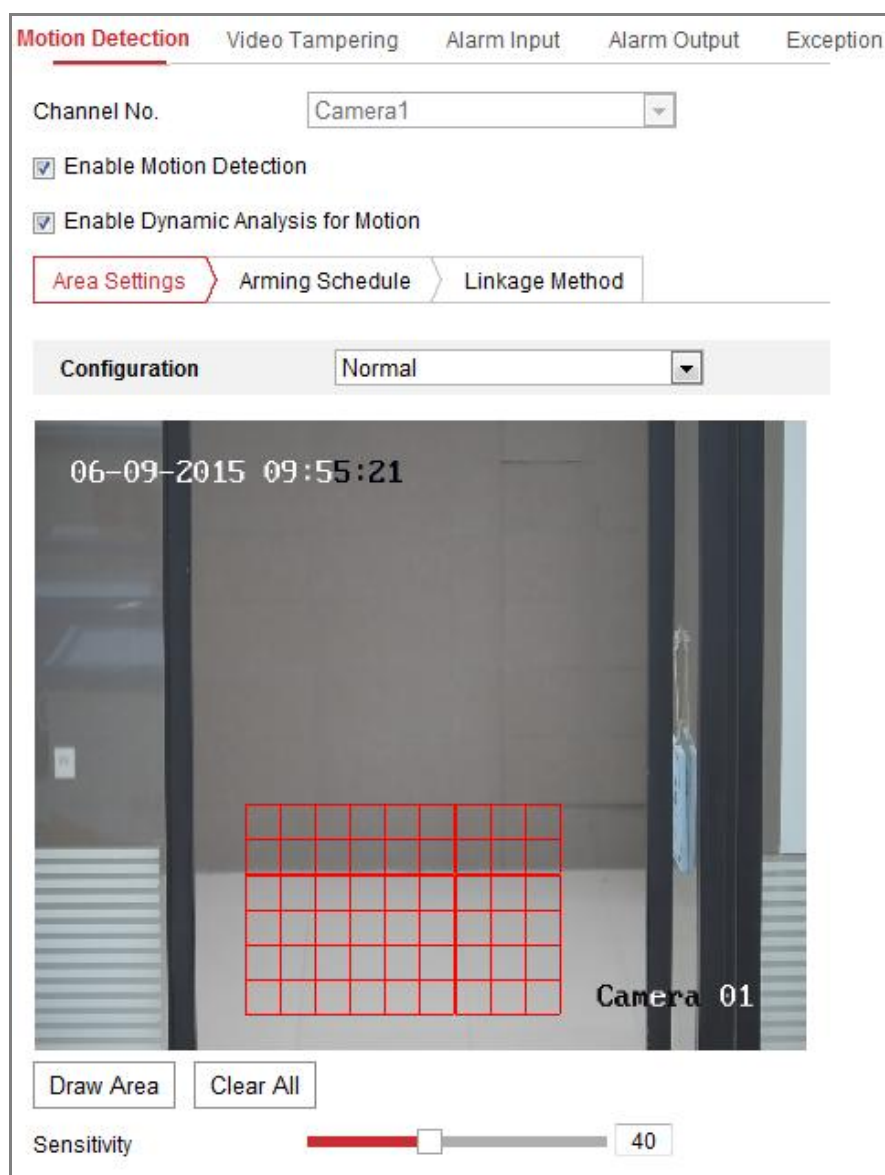 Motion Detection Video Tampering Alarm Input Alarm Output Exception
Channel No. Camera1
Enable Motion Detection
Enable Dynamic Analysis for Motion
Area Settings Arming Schedule Linkage Method
Configuration Normal
06-09-2015 09:55:21
Camera 01
Draw Area Clear All
Sensitivity 40